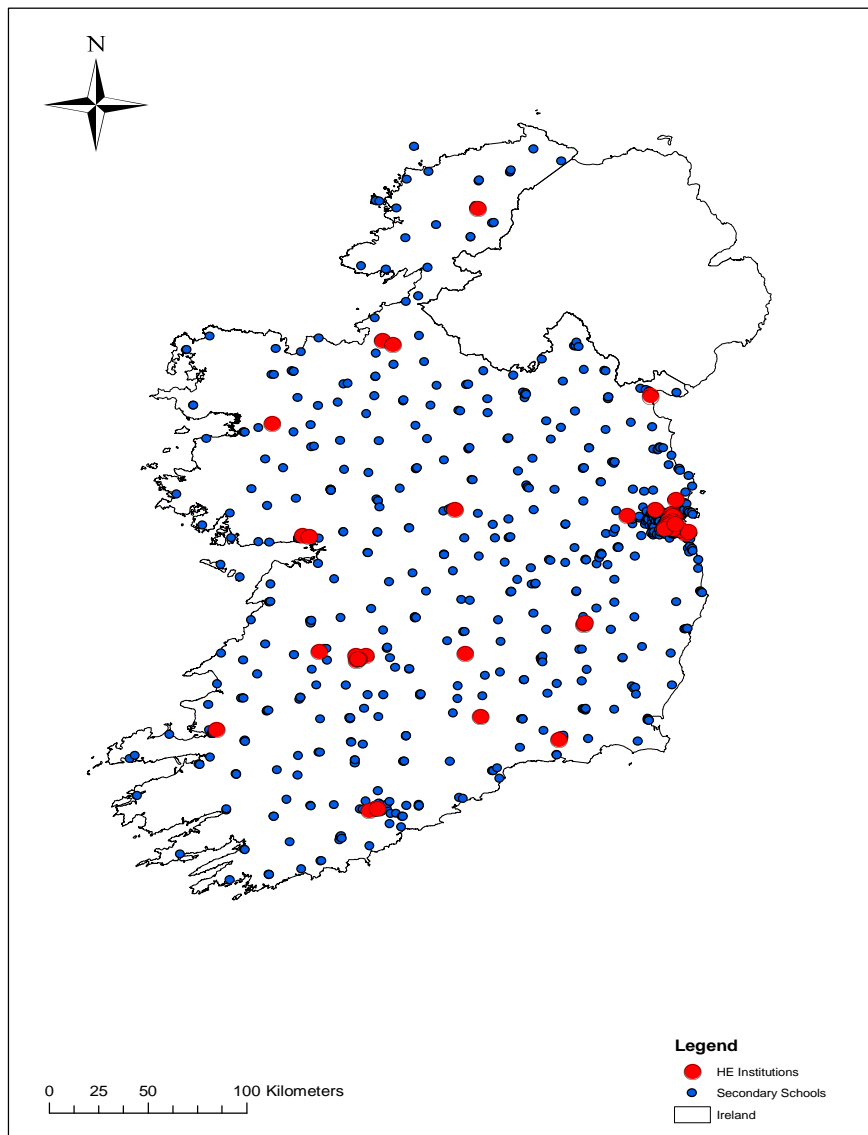 N
Legend
HE Institutions
Secondary Schools
Ireland
0 25 50 100 Kilometers